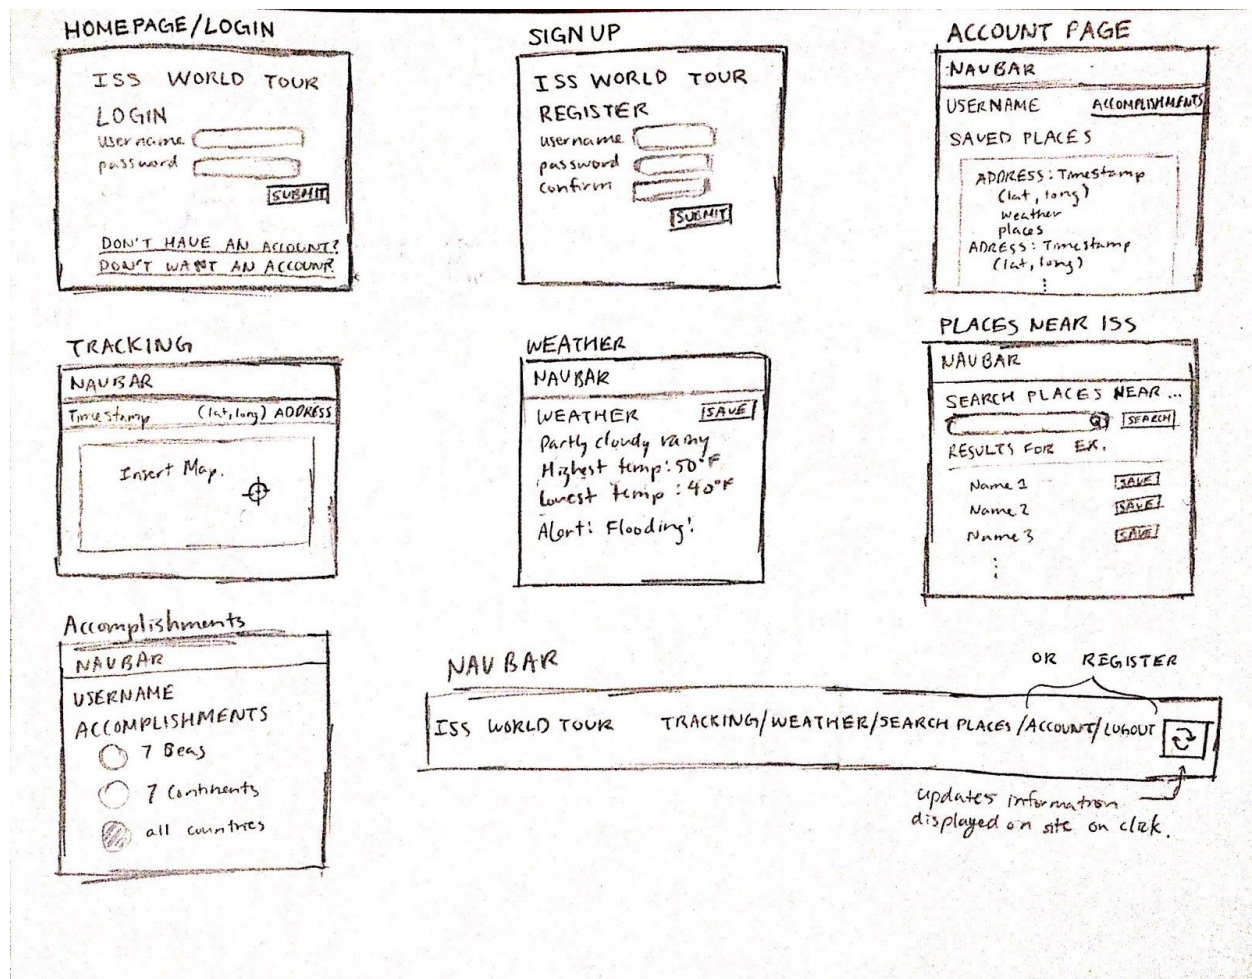 HOMEPAGE/LOGIN
ISS WORLD TOUR
LOGIN
username
password
SUBMIT
DON'T HAVE AN ACCOUNT?
DON'T WANT AN ACCOUNT?
SIGN UP
ISS WORLD TOUR
REGISTER
username
password
confirm
SUBMIT
ACCOUNT PAGE
NAVBAR
USERNAME ACCOMPLISHMENTS
SAVED PLACES
ADDRESS: Timestamp
(lat, long)
weather
places
ADRESS: Timestamp
(lat, long)
TRACKING
NAVBAR
Timestamp (lat, long) ADDRESS
Insert Map.
WEATHER
NAVBAR
WEATHER SAVE
Partly cloudy rainy
Highest temp: 50°F
Lowest temp: 40°F
Alert! Flooding!
PLACES NEAR ISS
NAVBAR
SEARCH PLACES NEAR...
SEARCH
RESULTS FOR EX.
Name 1 SAVE
Name 2 SAVE
Name 3 SAVE
Accomplishments
NAVBAR
USERNAME
ACCOMPLISHMENTS
7 Seas
7 Continents
all countries
NAVBAR
OR REGISTER
ISS WORLD TOUR TRACKING/WEATHER/SEARCH PLACES/ACCOUNT/LOGOUT
updates information
displayed on site on click.